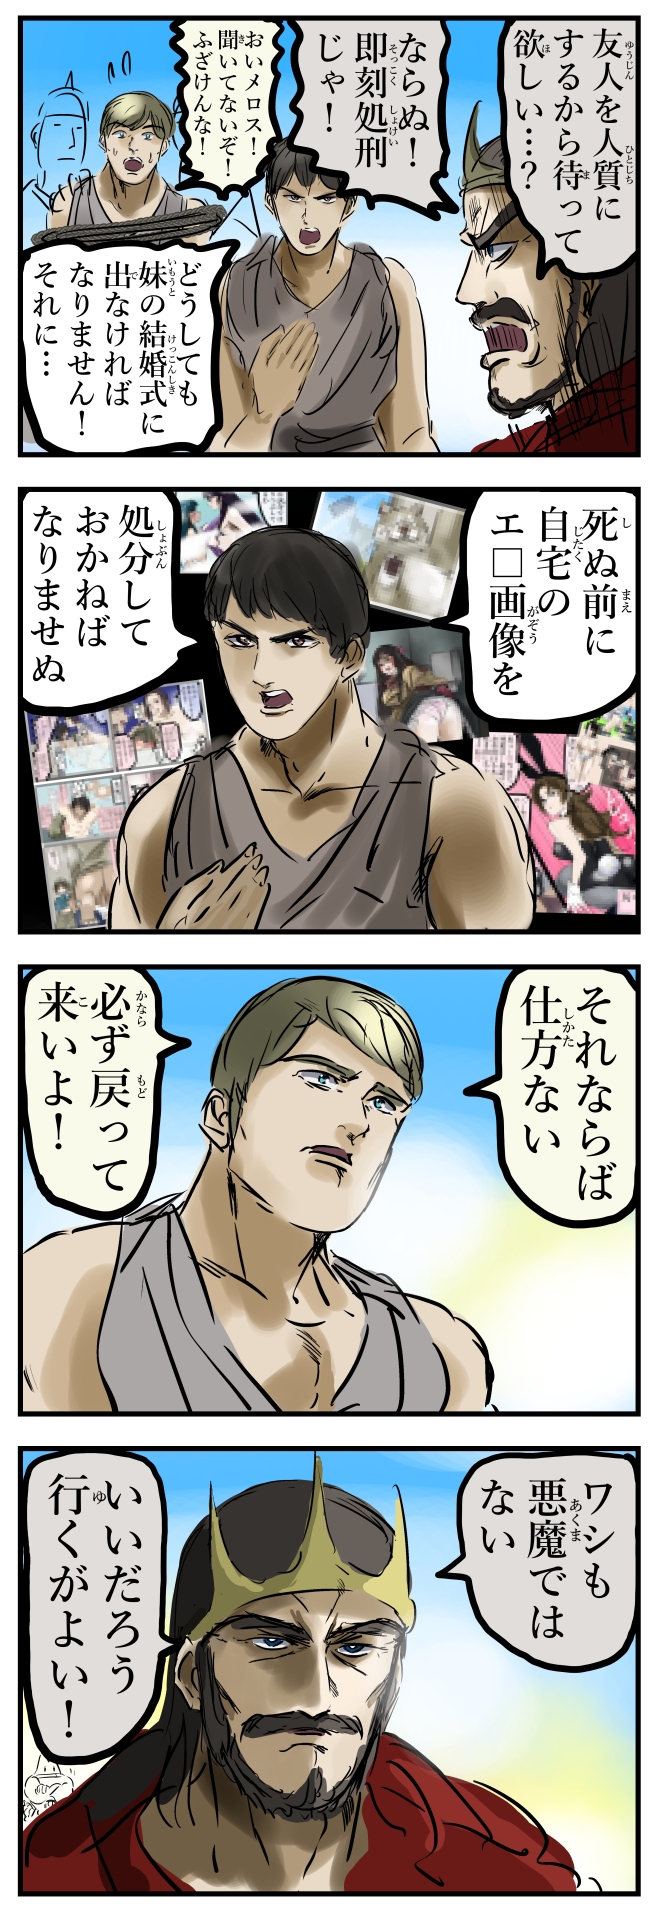 友人を人質に
するから待って
欲しい…?
ならぬ!
即刻処刑
じゃ!
おいメロス!
聞いてないぞ!
ふざけんな!
どうしても
妹の結婚式に
出なければ
なりません!
それに…
死ぬ前に
自宅の
エ□画像を
処分して
おかねば
なりませぬ
それならば
仕方ない
必ず戻って
来いよ!
ワシも
悪魔では
ない
いいだろう
行くがよい!